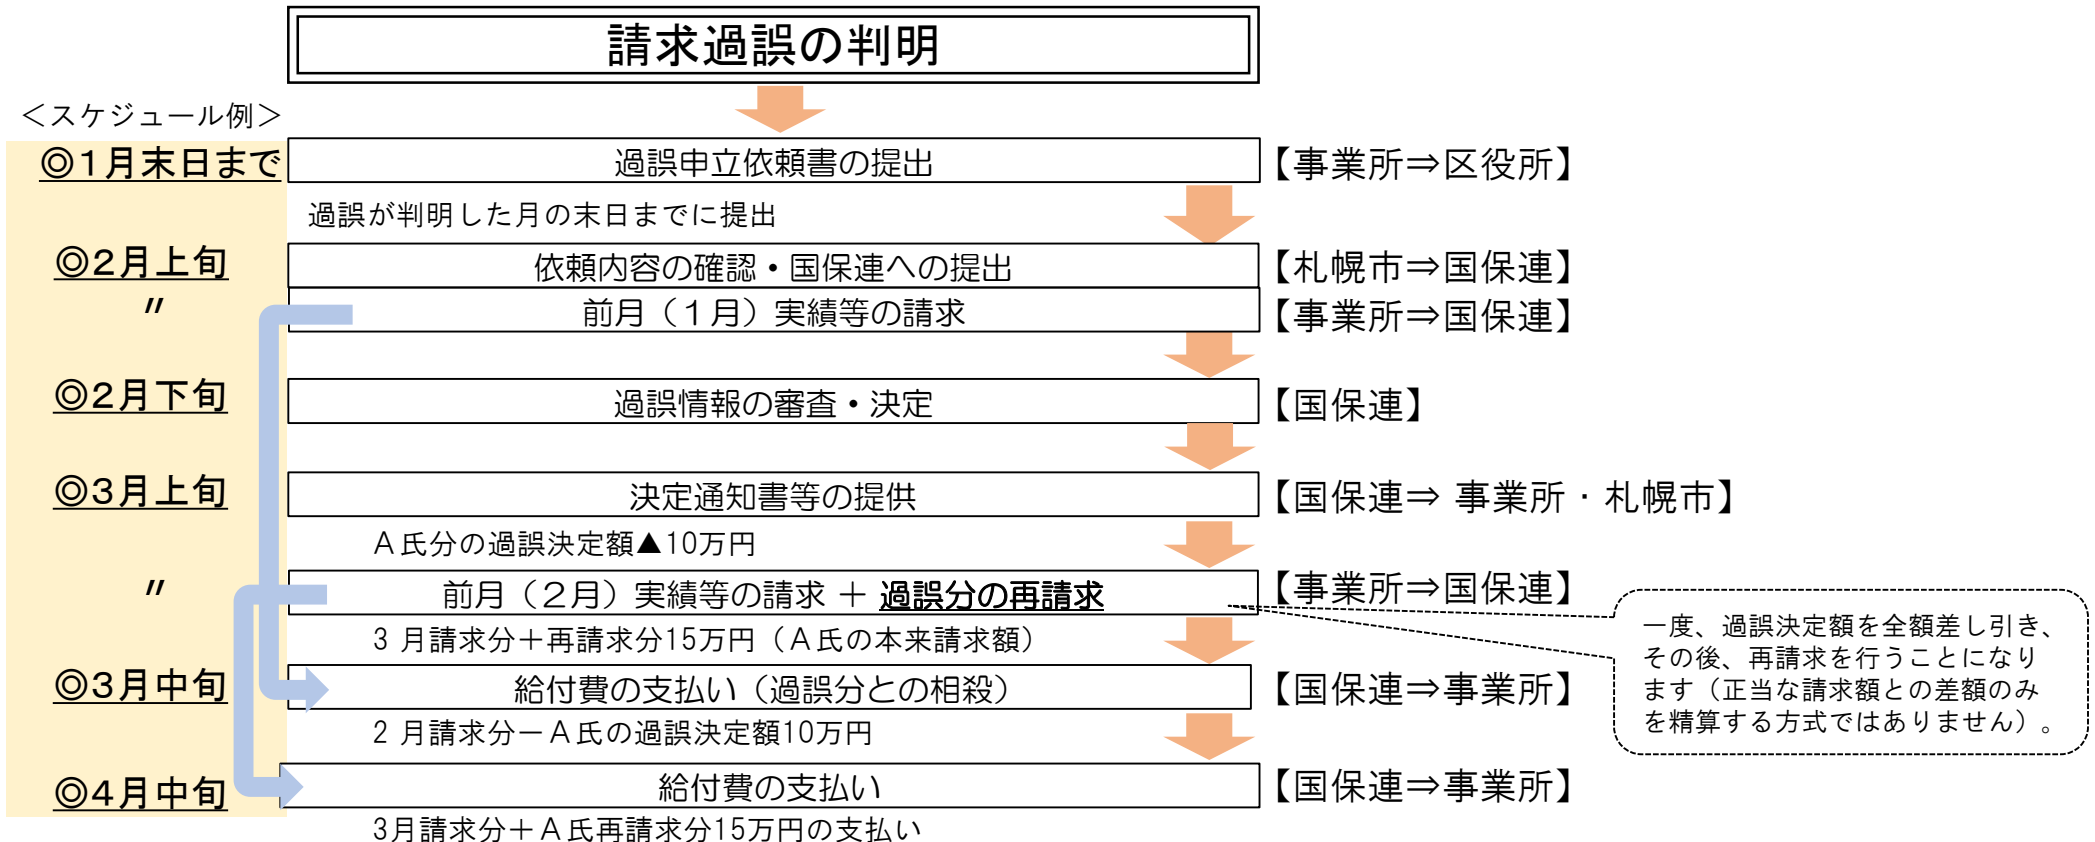 請求過誤の判明
＜スケジュール例＞
◎1月末日まで
過誤申立依頼書の提出
【事業所⇒区役所】
過誤が判明した月の末日までに提出
◎2月上旬
依頼内容の確認・国保連への提出
【札幌市⇒国保連】
〃
前月（１月）実績等の請求
【事業所⇒国保連】
◎2月下旬
過誤情報の審査・決定
【国保連】
◎3月上旬
決定通知書等の提供
【国保連⇒ 事業所・札幌市】
Ａ氏分の過誤決定額▲10万円
〃
前月（２月）実績等の請求 ＋ 過誤分の再請求
【事業所⇒国保連】
3 月請求分＋再請求分15万円（Ａ氏の本来請求額）
一度、過誤決定額を全額差し引き、
その後、再請求を行うことになり
ます（正当な請求額との差額のみ
を精算する方式ではありません）。
◎3月中旬
給付費の支払い（過誤分との相殺）
【国保連⇒事業所】
2 月請求分－Ａ氏の過誤決定額10万円
◎4月中旬
給付費の支払い
【国保連⇒事業所】
3月請求分＋Ａ氏再請求分15万円の支払い